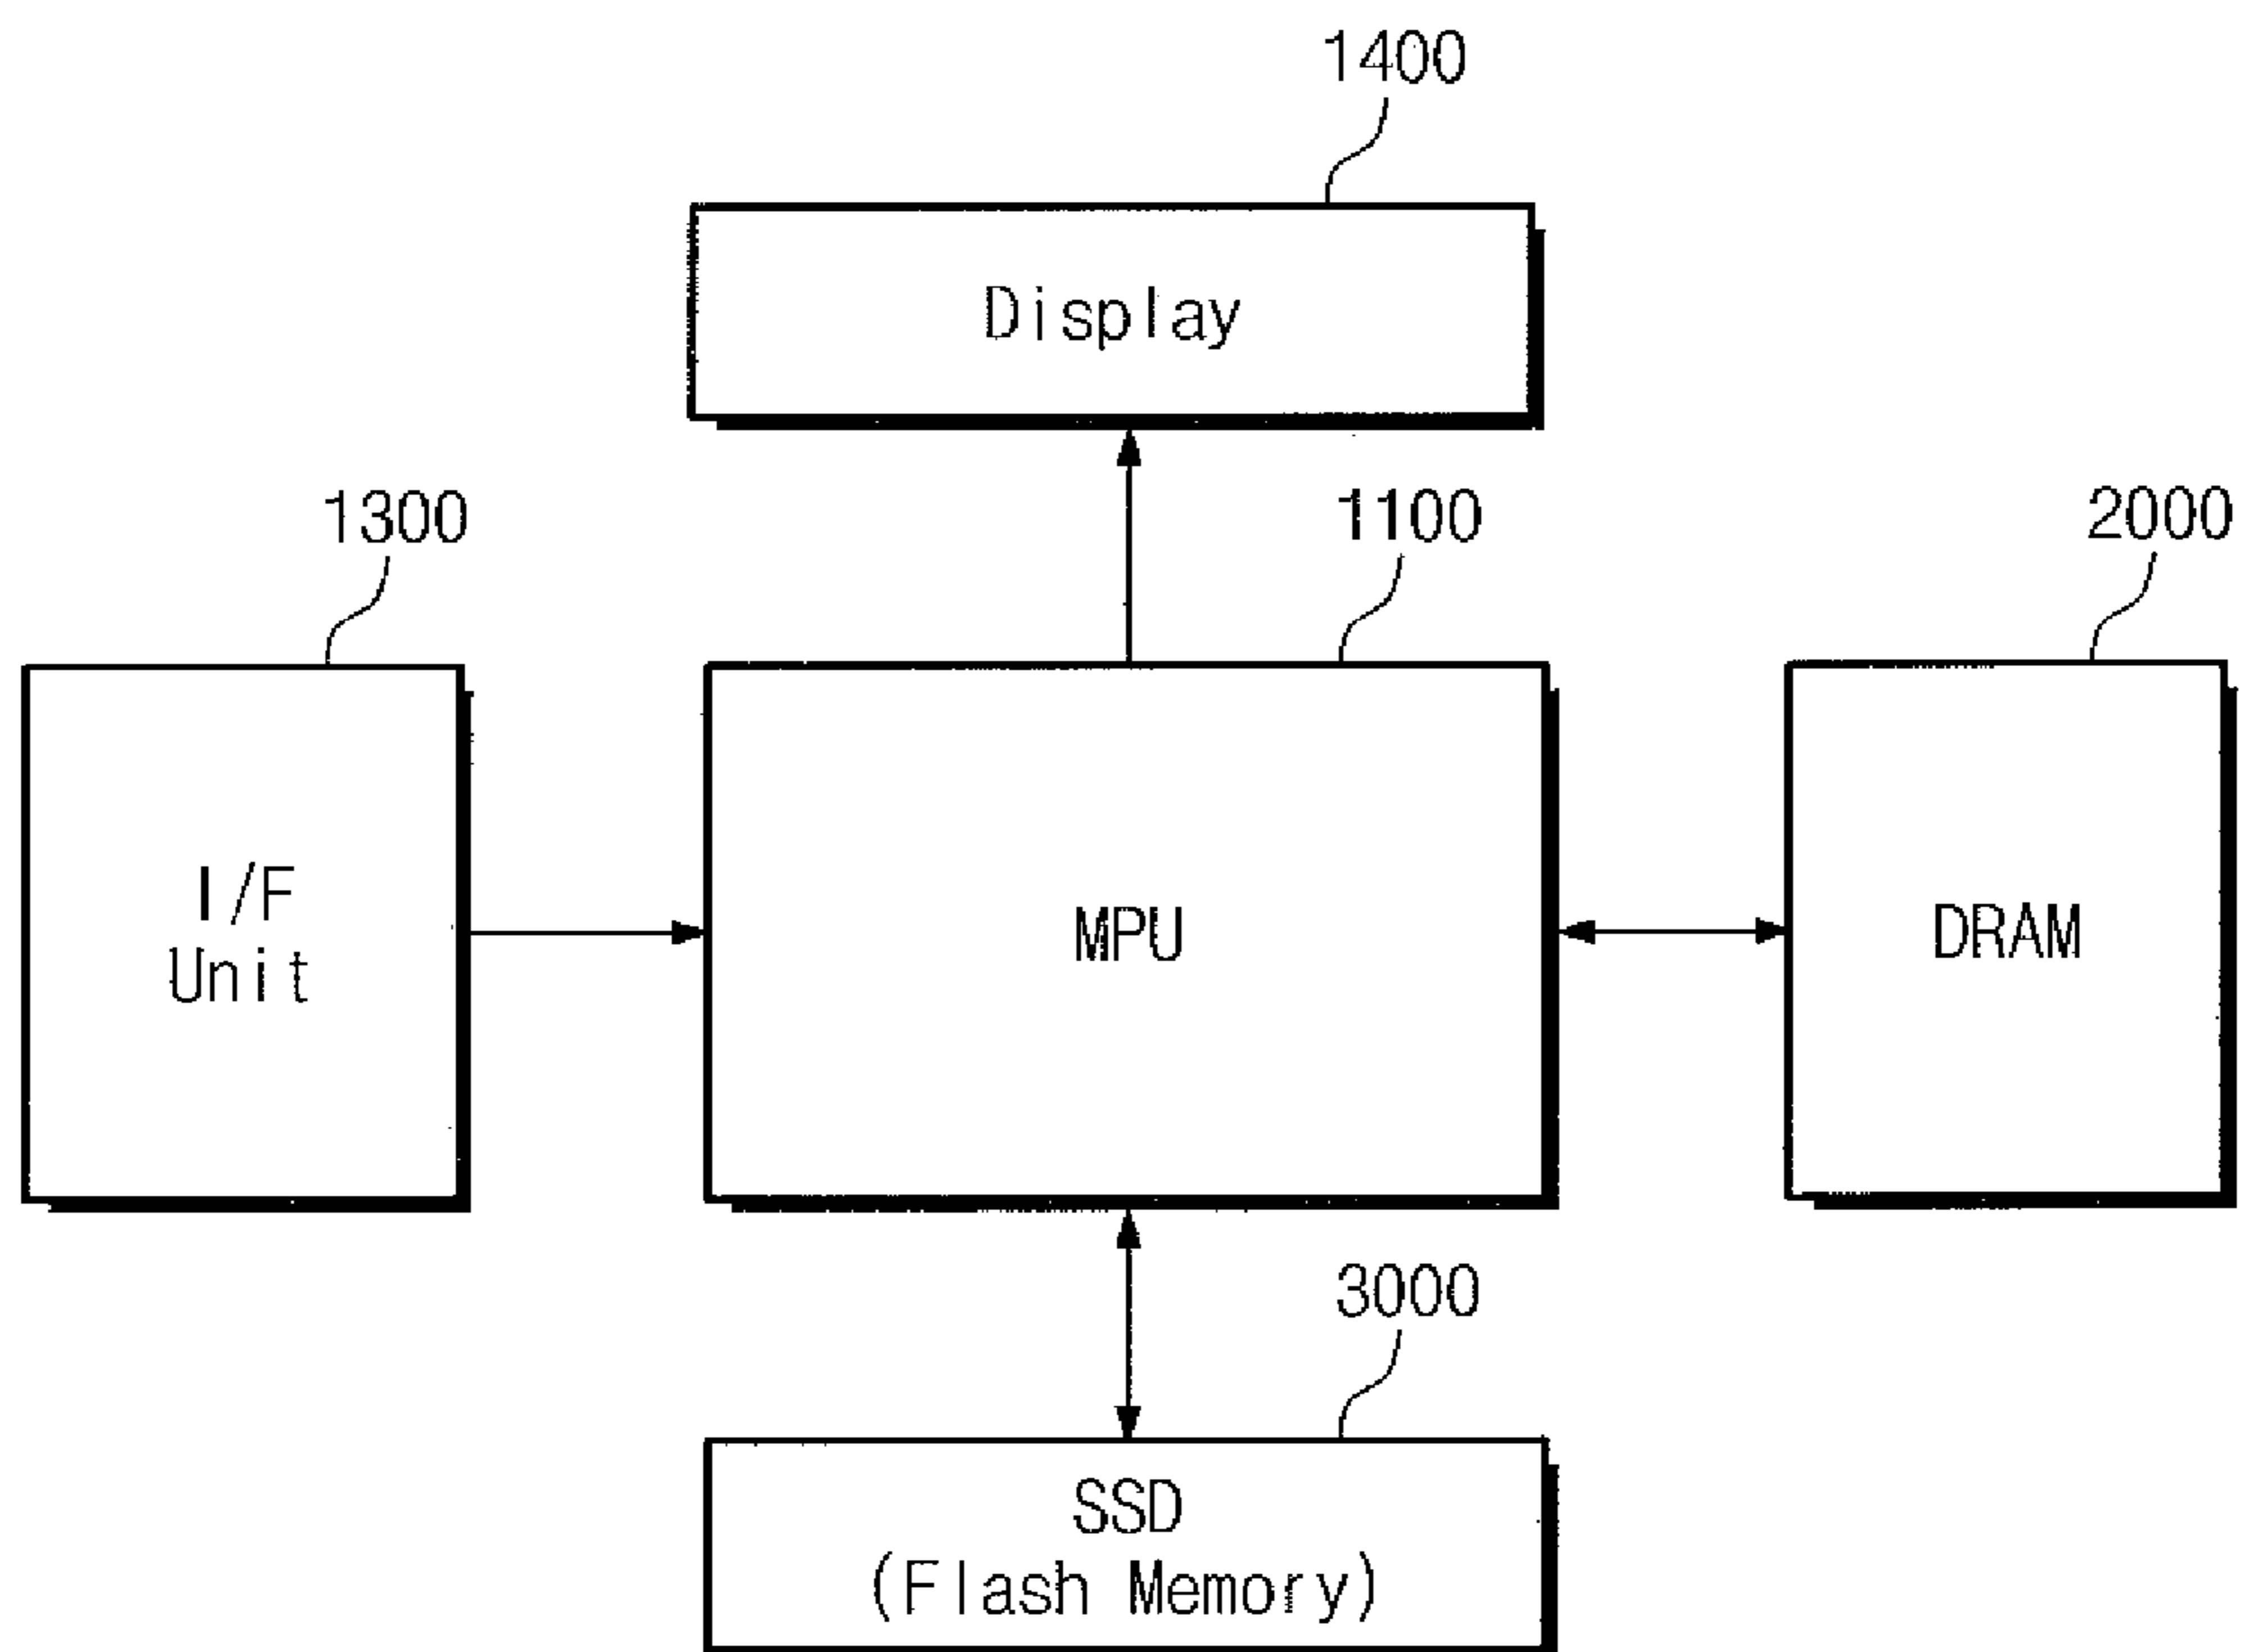 1400
Display
1300
1100
2000
I/F
Unit
MPU
DRAM
3000
SSD
(Flash Memory)